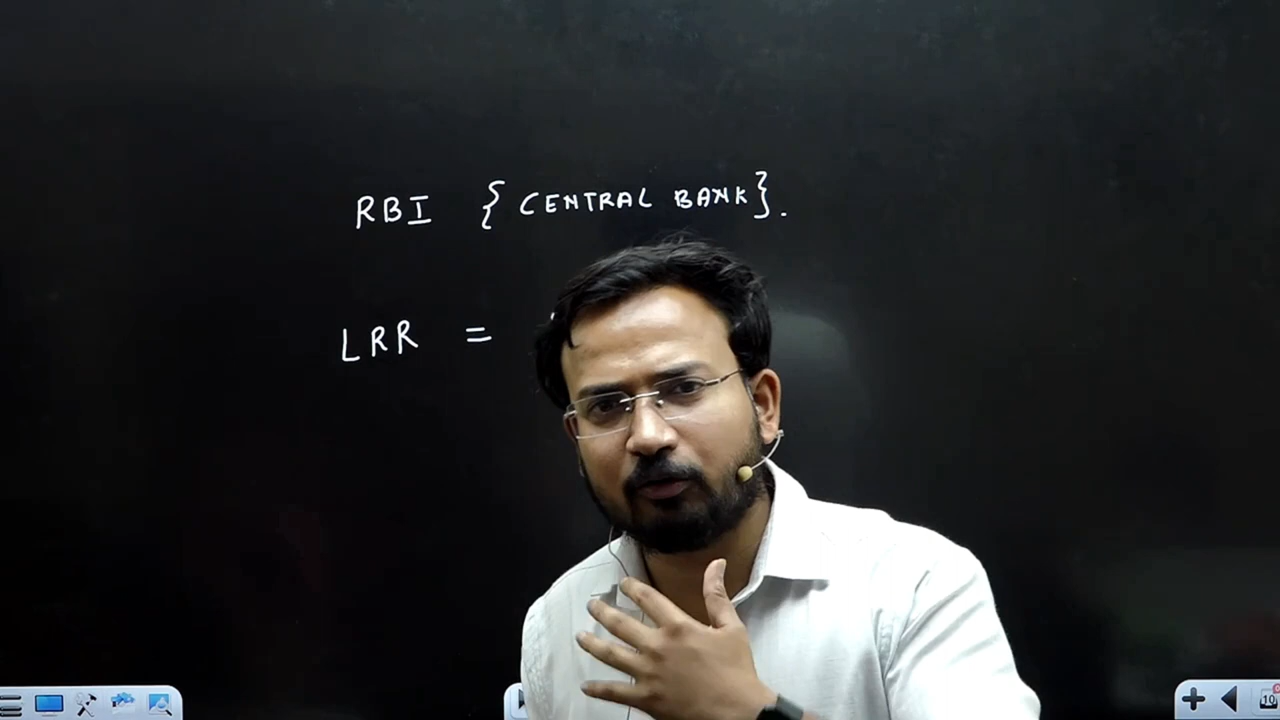 RBI { CENTRAL BANK}.
LRR =